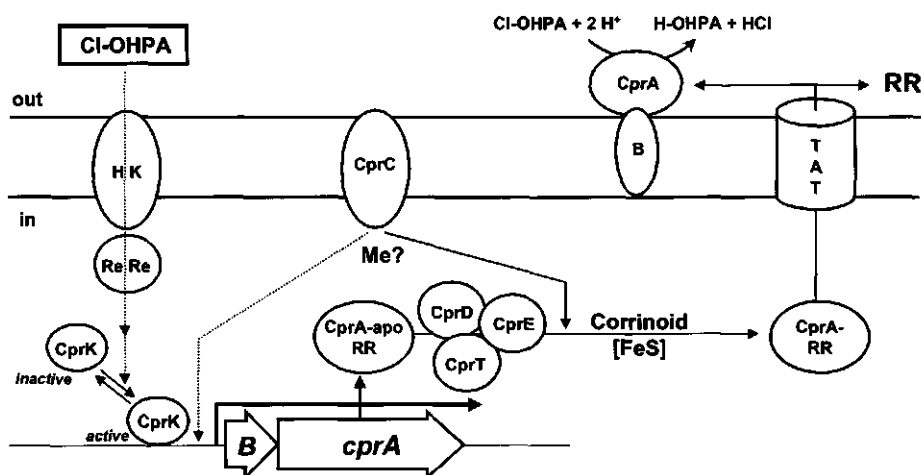 Cl-OHPA + 2 H⁺
H-OHPA + HCl
Cl-OHPA
CprA
RR
out
H K
CprC
B
T
A
T
in
Re Re
Me?
CprA-apo
RR
CprD
CprE
CprT
Corrinoid
[FeS]
CprA-
RR
CprK
inactive
CprK
active
B
cprA